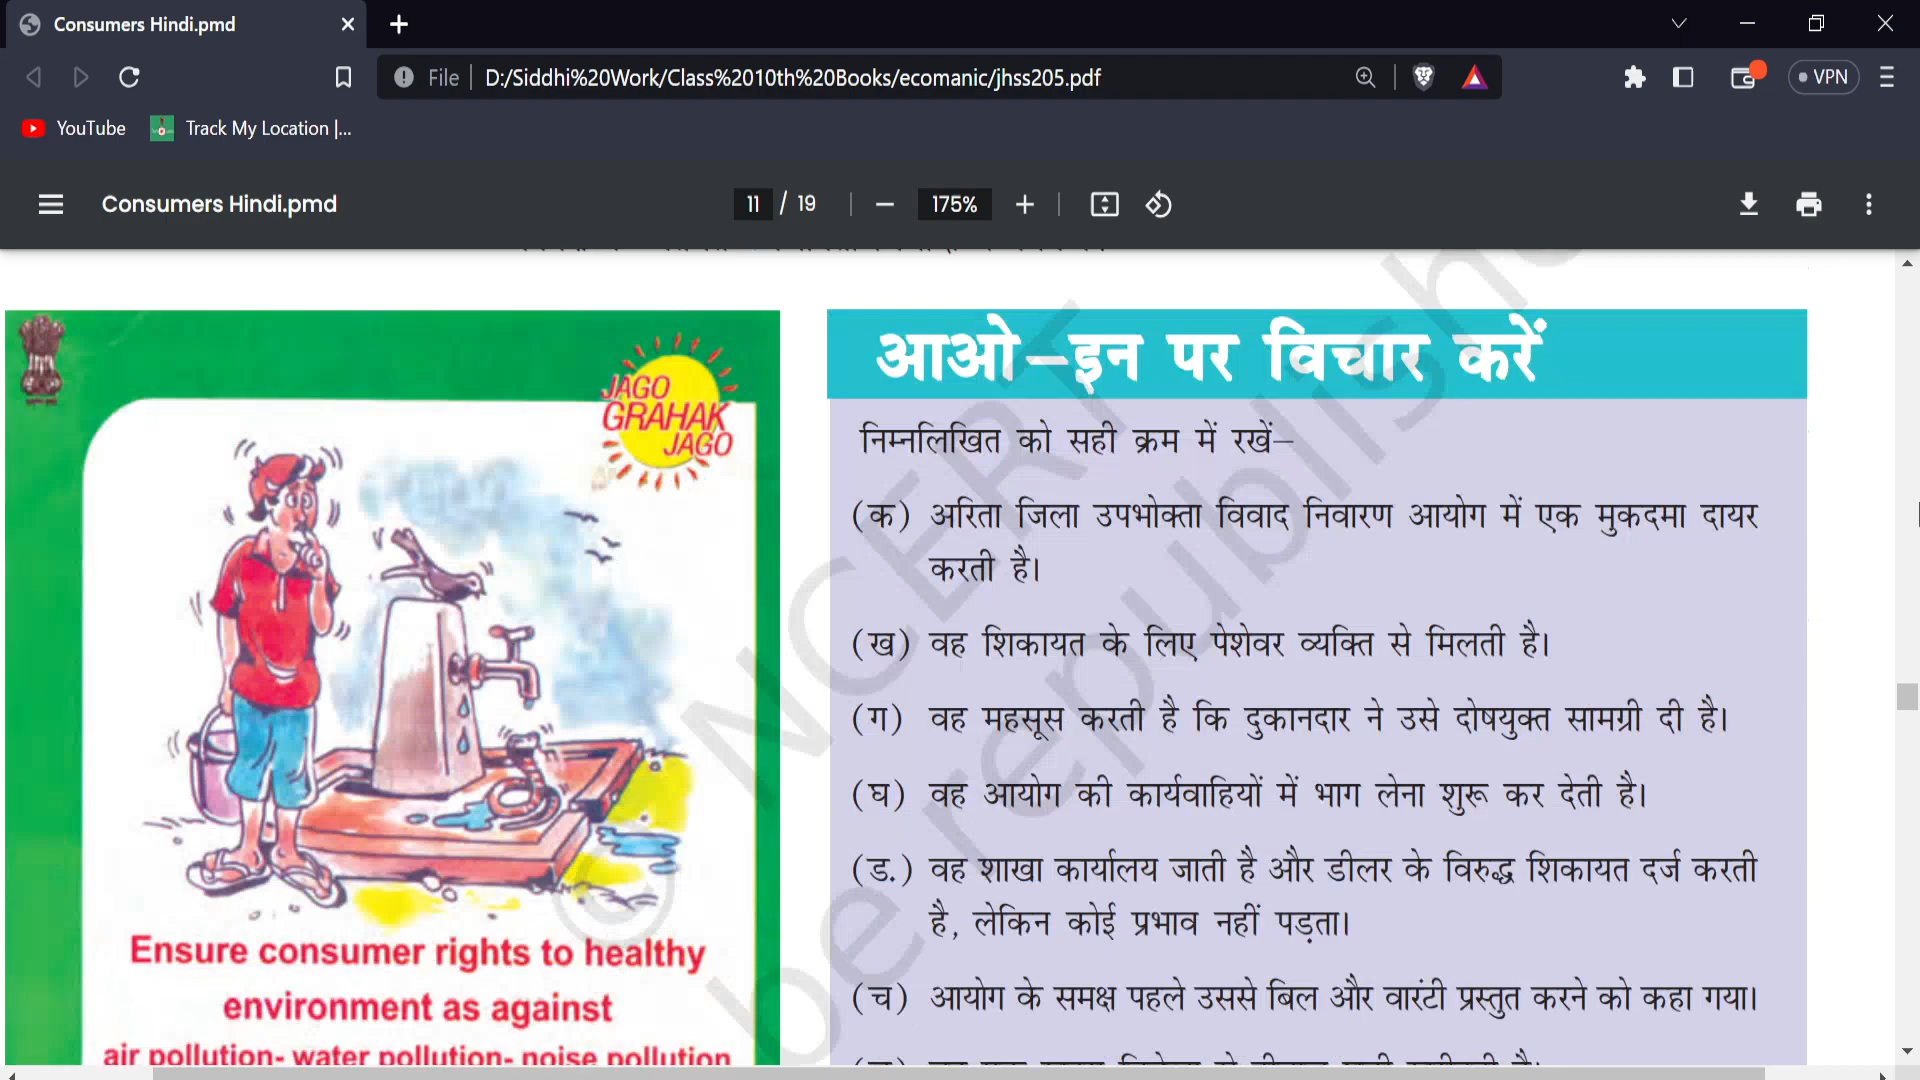 Consumers Hindi.pmd
File D:/Siddhi%20Work/Class%2010th%20Books/ecomanic/jhss205.pdf
VPN
YouTube Track My Location |...
Consumers Hindi.pmd 11 / 19 175%
JAGO
GRAHAK
JAGO
Ensure consumer rights to healthy
environment as against
air pollution- water pollution- noise pollution
आओ–इन पर विचार करें
निम्नलिखित को सही क्रम में रखें–
(क) अरिता जिला उपभोक्ता विवाद निवारण आयोग में एक मुकदमा दायर
करती है।
(ख) वह शिकायत के लिए पेशेवर व्यक्ति से मिलती है।
(ग) वह महसूस करती है कि दुकानदार ने उसे दोषयुक्त सामग्री दी है।
(घ) वह आयोग की कार्यवाहियों में भाग लेना शुरू कर देती है।
(ड.) वह शाखा कार्यालय जाती है और डीलर के विरुद्ध शिकायत दर्ज करती
है, लेकिन कोई प्रभाव नहीं पड़ता।
(च) आयोग के समक्ष पहले उससे बिल और वारंटी प्रस्तुत करने को कहा गया।
© NCERT
be republished